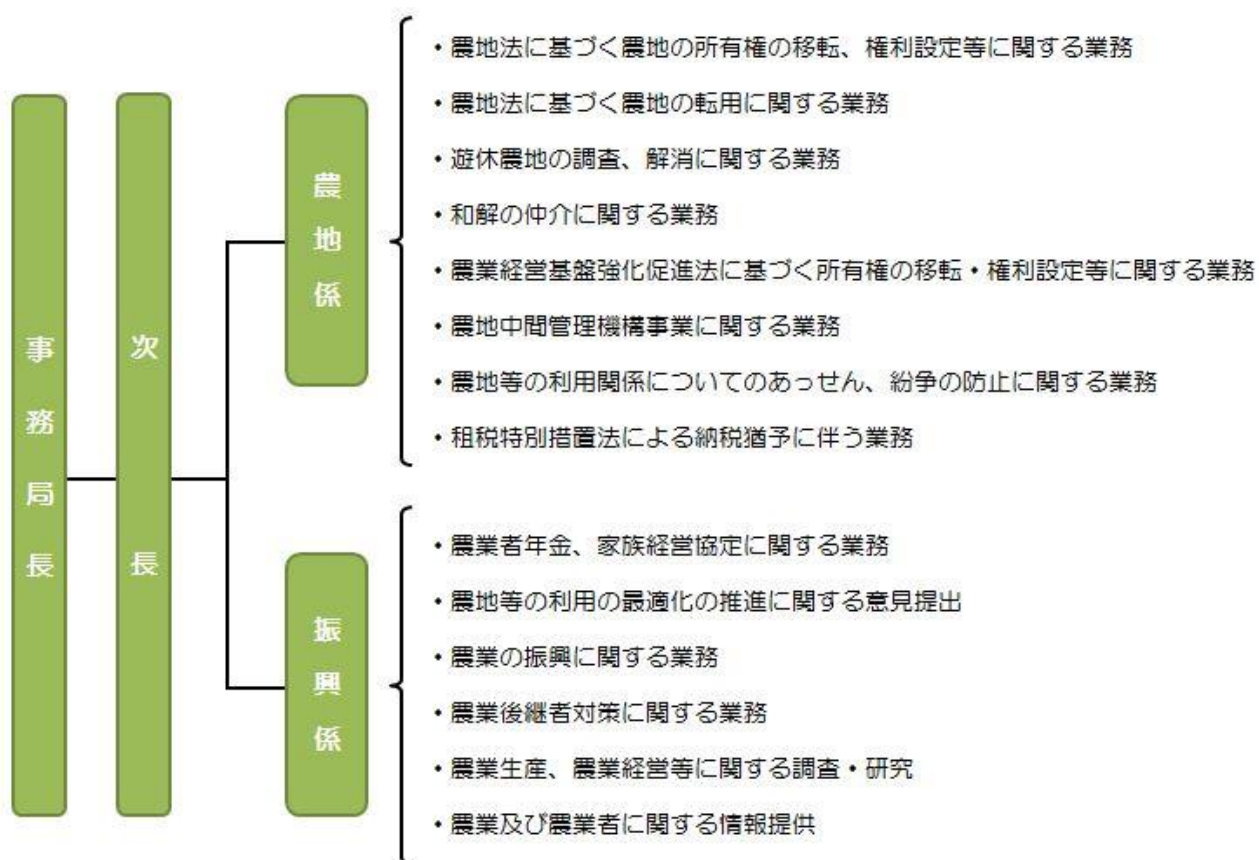 事務局長
次長
農地係
・農地法に基づく農地の所有権の移転、権利設定等に関する業務
・農地法に基づく農地の転用に関する業務
・遊休農地の調査、解消に関する業務
・和解の仲介に関する業務
・農業経営基盤強化促進法に基づく所有権の移転・権利設定等に関する業務
・農地中間管理機構事業に関する業務
・農地等の利用関係についてのあっせん、紛争の防止に関する業務
・租税特別措置法による納税猶予に伴う業務
振興係
・農業者年金、家族経営協定に関する業務
・農地等の利用の最適化の推進に関する意見提出
・農業の振興に関する業務
・農業後継者対策に関する業務
・農業生産、農業経営等に関する調査・研究
・農業及び農業者に関する情報提供